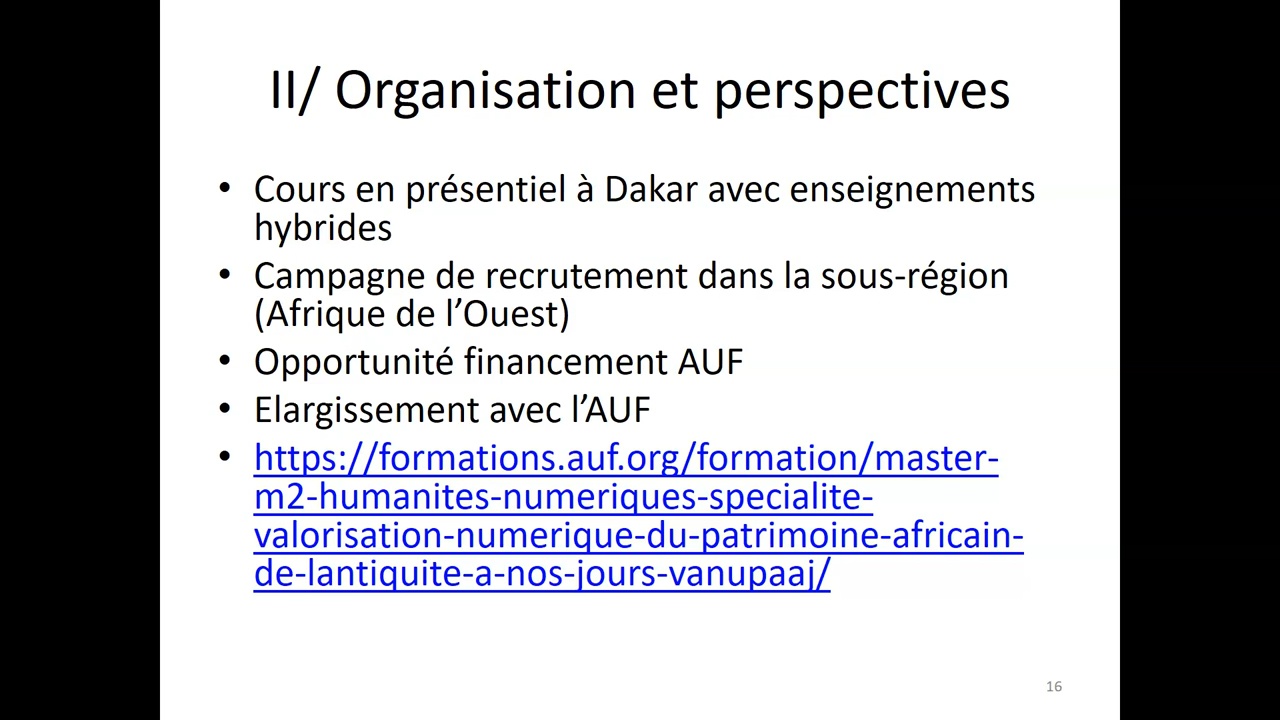 II/ Organisation et perspectives
• Cours en présentiel à Dakar avec enseignements
hybrides
• Campagne de recrutement dans la sous-région
(Afrique de l’Ouest)
• Opportunité financement AUF
• Elargissement avec l’AUF
• https://formations.auf.org/formation/master-
m2-humanites-numeriques-specialite-
valorisation-numerique-du-patrimoine-africain-
de-lantiquite-a-nos-jours-vanupaaj/
16